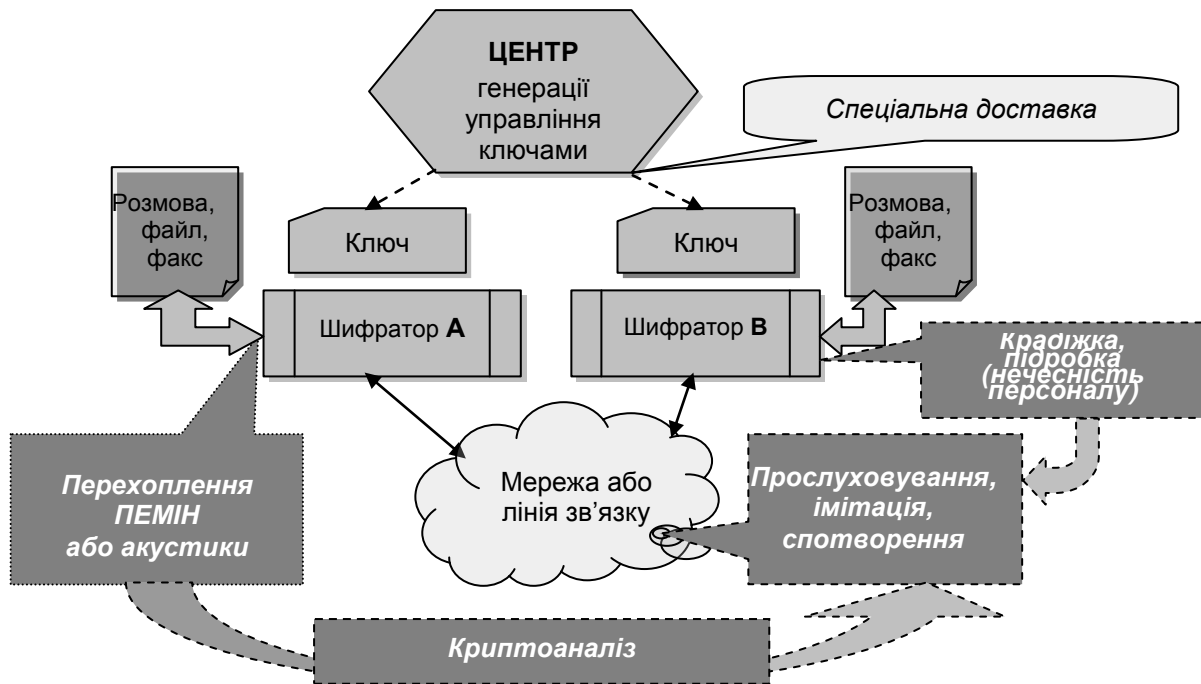 ЦЕНТР
генерації
управління
ключами
Спеціальна доставка
Розмова,
файл,
факс
Ключ
Ключ
Розмова,
файл,
факс
Шифратор А
Шифратор В
Крадіжка,
підробка
(нечесність
персоналу)
Перехоплення
ПЕМІН
або акустики
Мережа або
лінія зв’язку
Прослуховування,
імітація,
спотворення
Криптоаналіз